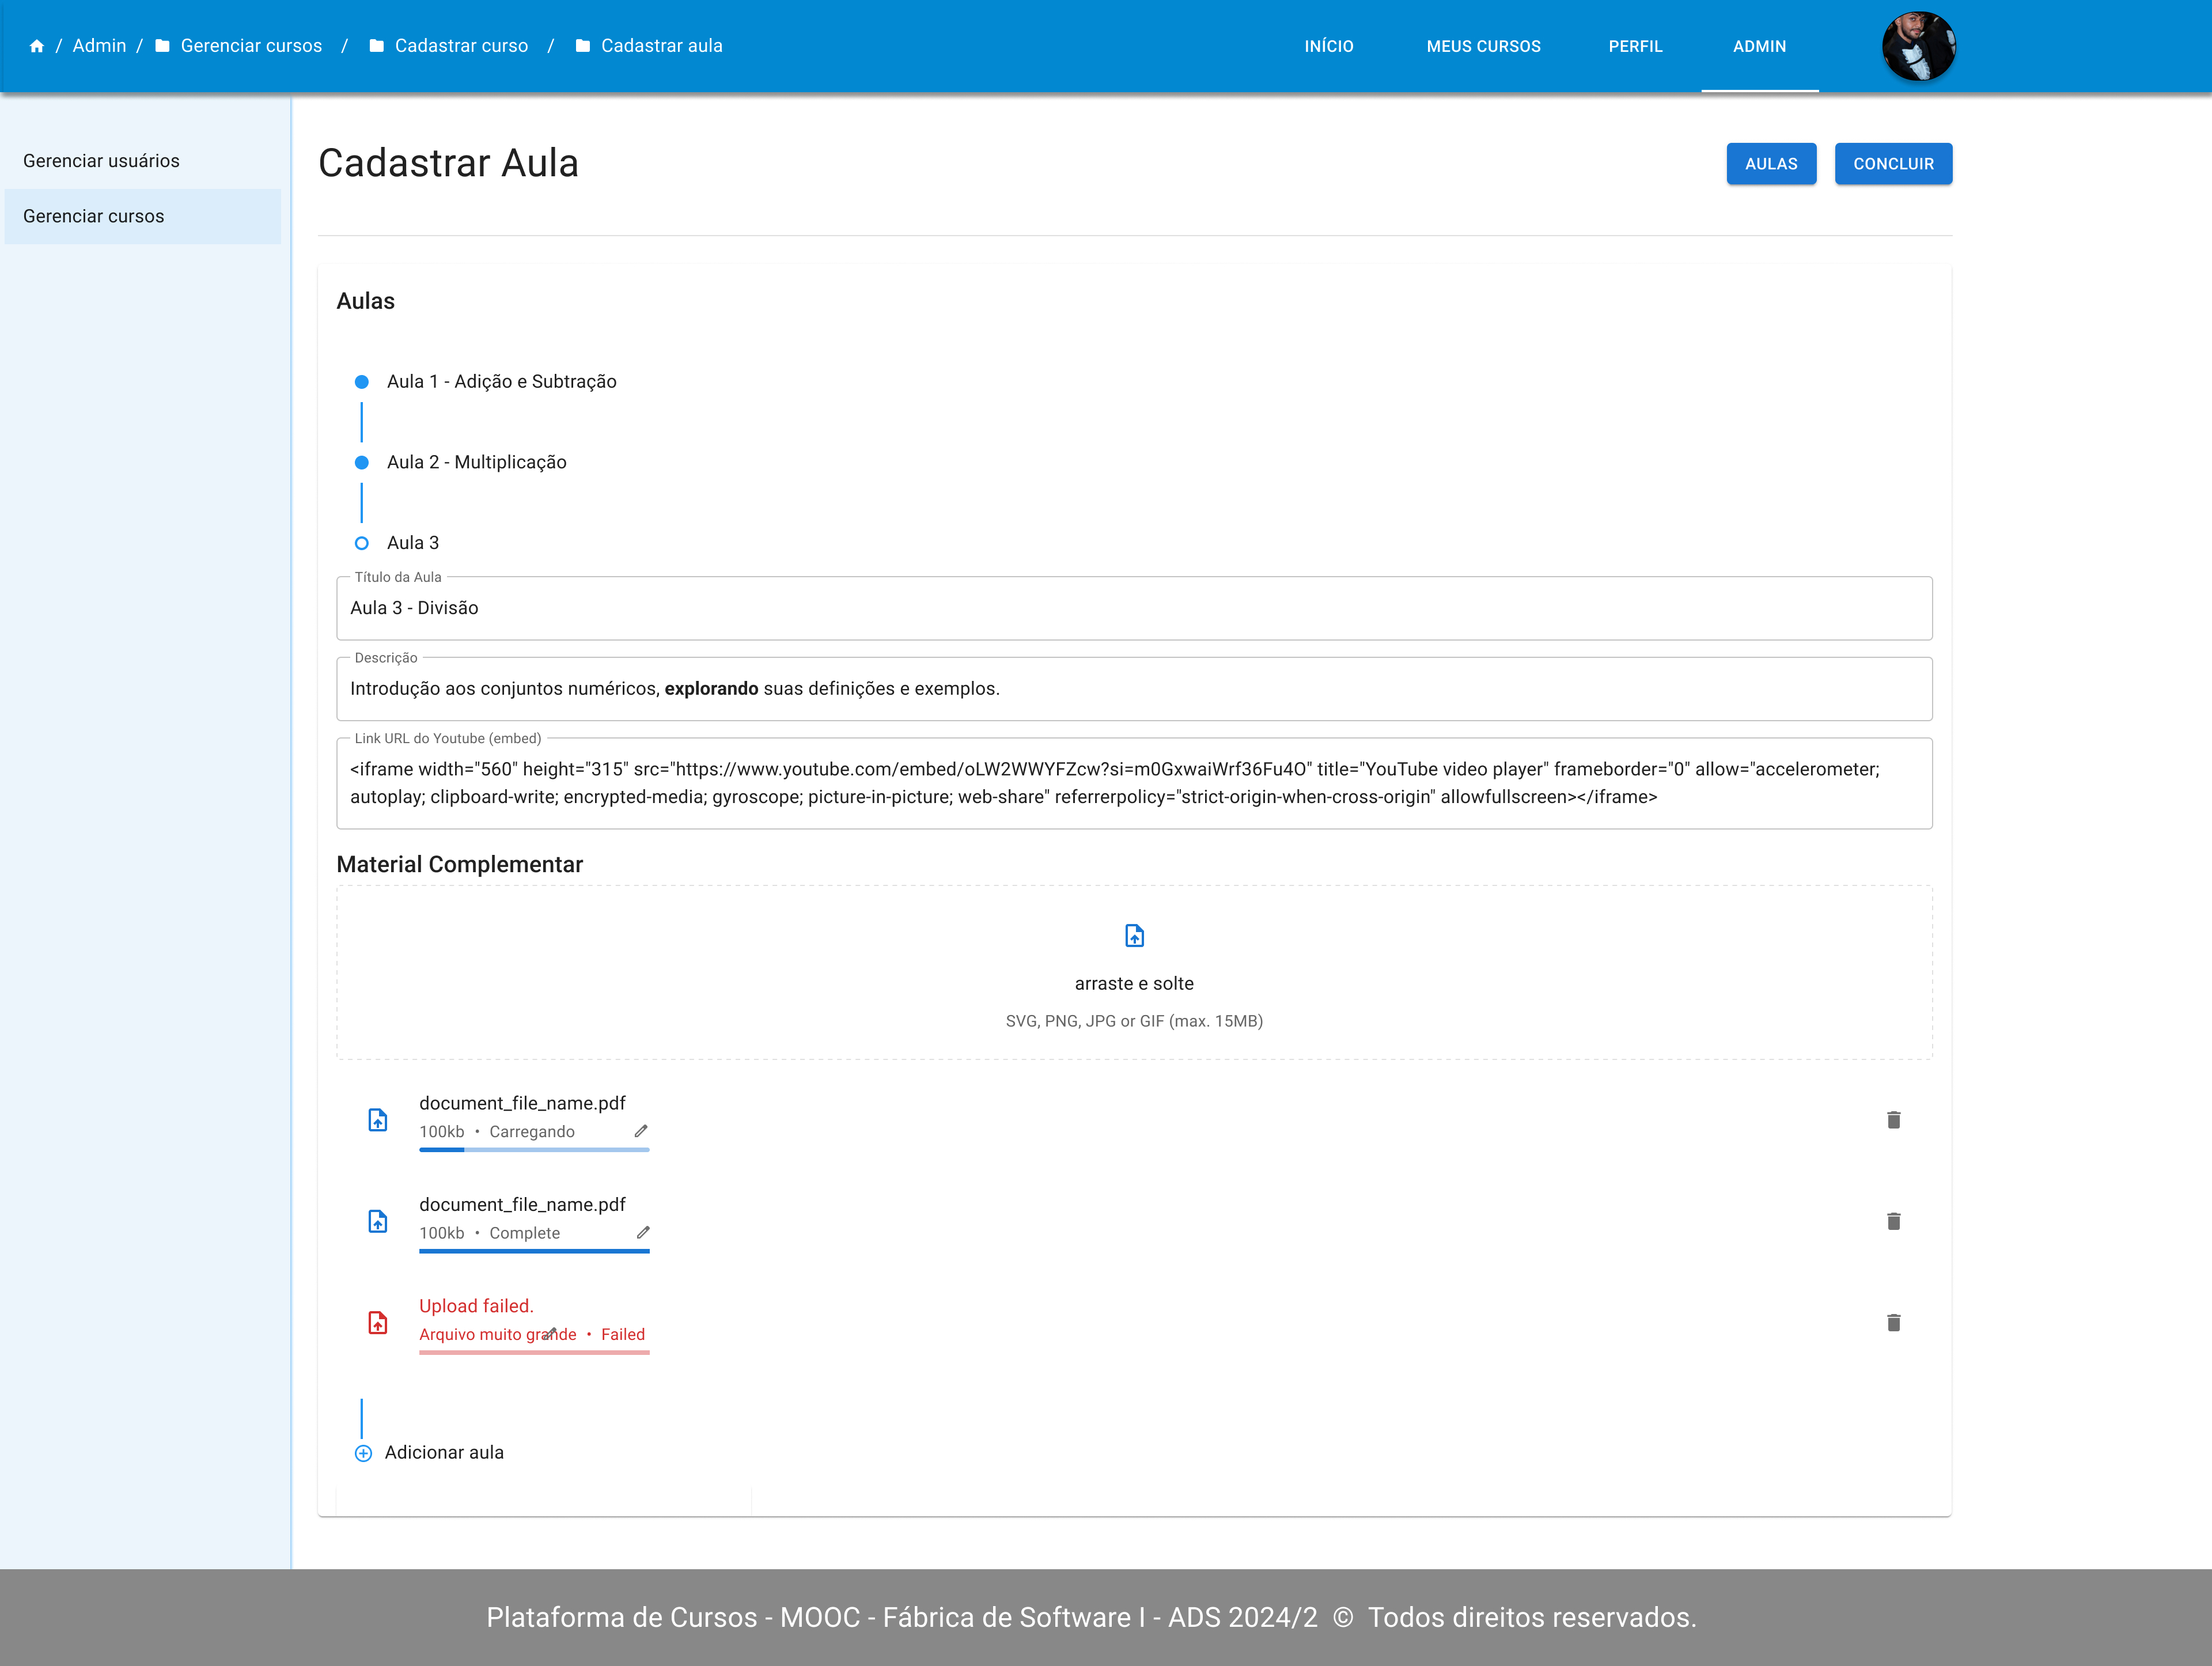 / Admin / Gerenciar cursos / Cadastrar curso / Cadastrar aula
INÍCIO MEUS CURSOS PERFIL ADMIN
Gerenciar usuários
Gerenciar cursos
Cadastrar Aula
AULAS CONCLUIR
Aulas
Aula 1 - Adição e Subtração
Aula 2 - Multiplicação
Aula 3
Título da Aula
Aula 3 - Divisão
Descrição
Introdução aos conjuntos numéricos, explorando suas definições e exemplos.
Link URL do Youtube (embed)
<iframe width="560" height="315" src="https://www.youtube.com/embed/oLW2WWYFZcw?si=m0GxwaiWrf36Fu4O" title="YouTube video player" frameborder="0" allow="accelerometer;
autoplay; clipboard-write; encrypted-media; gyroscope; picture-in-picture; web-share" referrerpolicy="strict-origin-when-cross-origin" allowfullscreen></iframe>
Material Complementar
arraste e solte
SVG, PNG, JPG or GIF (max. 15MB)
document_file_name.pdf
100kb • Carregando
document_file_name.pdf
100kb • Complete
Upload failed.
Arquivo muito grande • Failed
Adicionar aula
Plataforma de Cursos - MOOC - Fábrica de Software I - ADS 2024/2 © Todos direitos reservados.